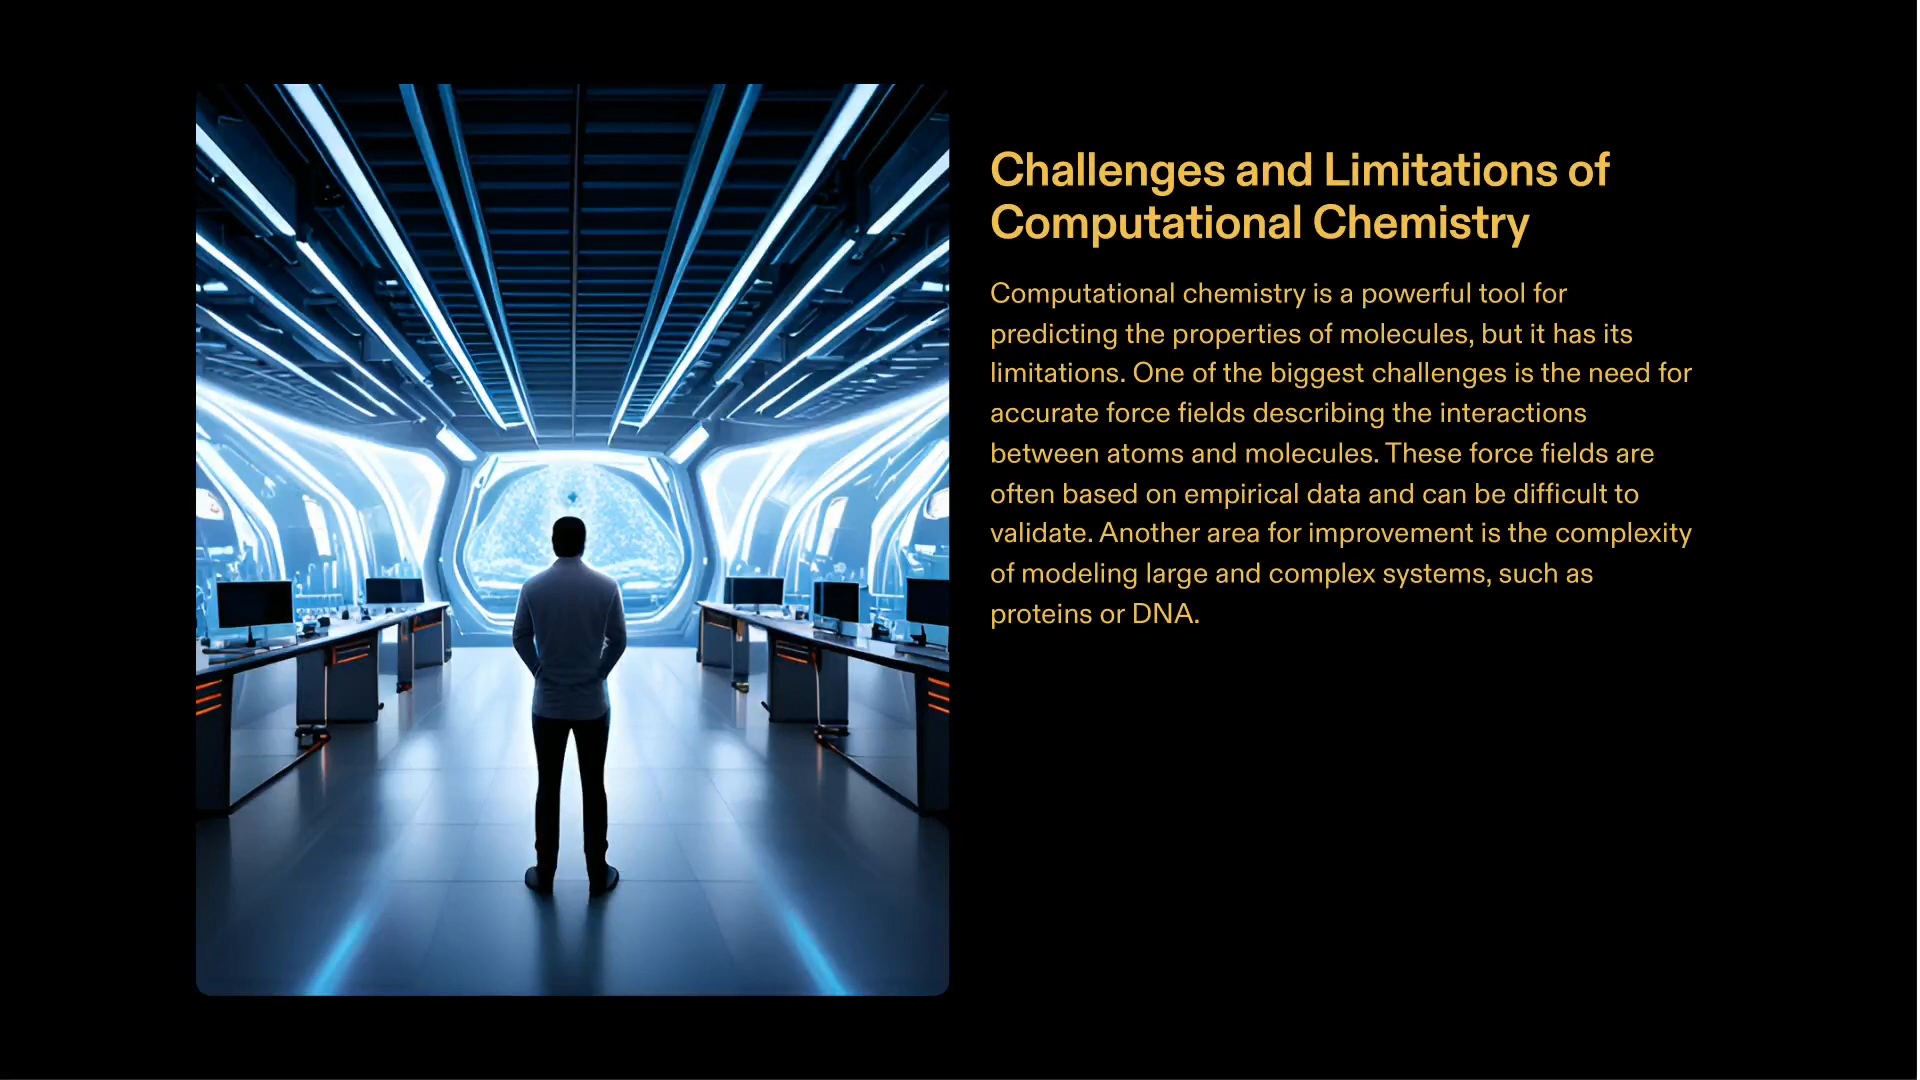 Challenges and Limitations of
Computational Chemistry
Computational chemistry is a powerful tool for
predicting the properties of molecules, but it has its
limitations. One of the biggest challenges is the need for
accurate force fields describing the interactions
between atoms and molecules. These force fields are
often based on empirical data and can be difficult to
validate. Another area for improvement is the complexity
of modeling large and complex systems, such as
proteins or DNA.